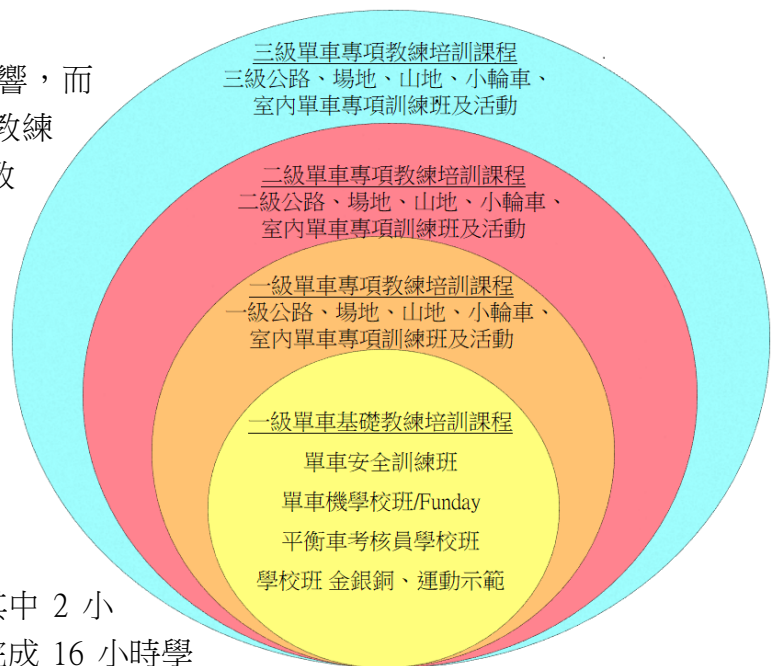 三級單車專項教練培訓課程
三級公路、場地、山地、小輪車、
室內單車專項訓練班及活動
響，而
教練
二級單車專項教練培訓課程
二級公路、場地、山地、小輪車、
室內單車專項訓練班及活動
一級單車專項教練培訓課程
一級公路、場地、山地、小輪車、
室內單車專項訓練班及活動
一級單車基礎教練培訓課程
單車安全訓練班
單車機學校班/Funday
平衡車考核員學校班
學校班 金銀銅、運動示範
中 2 小
成 16 小時學